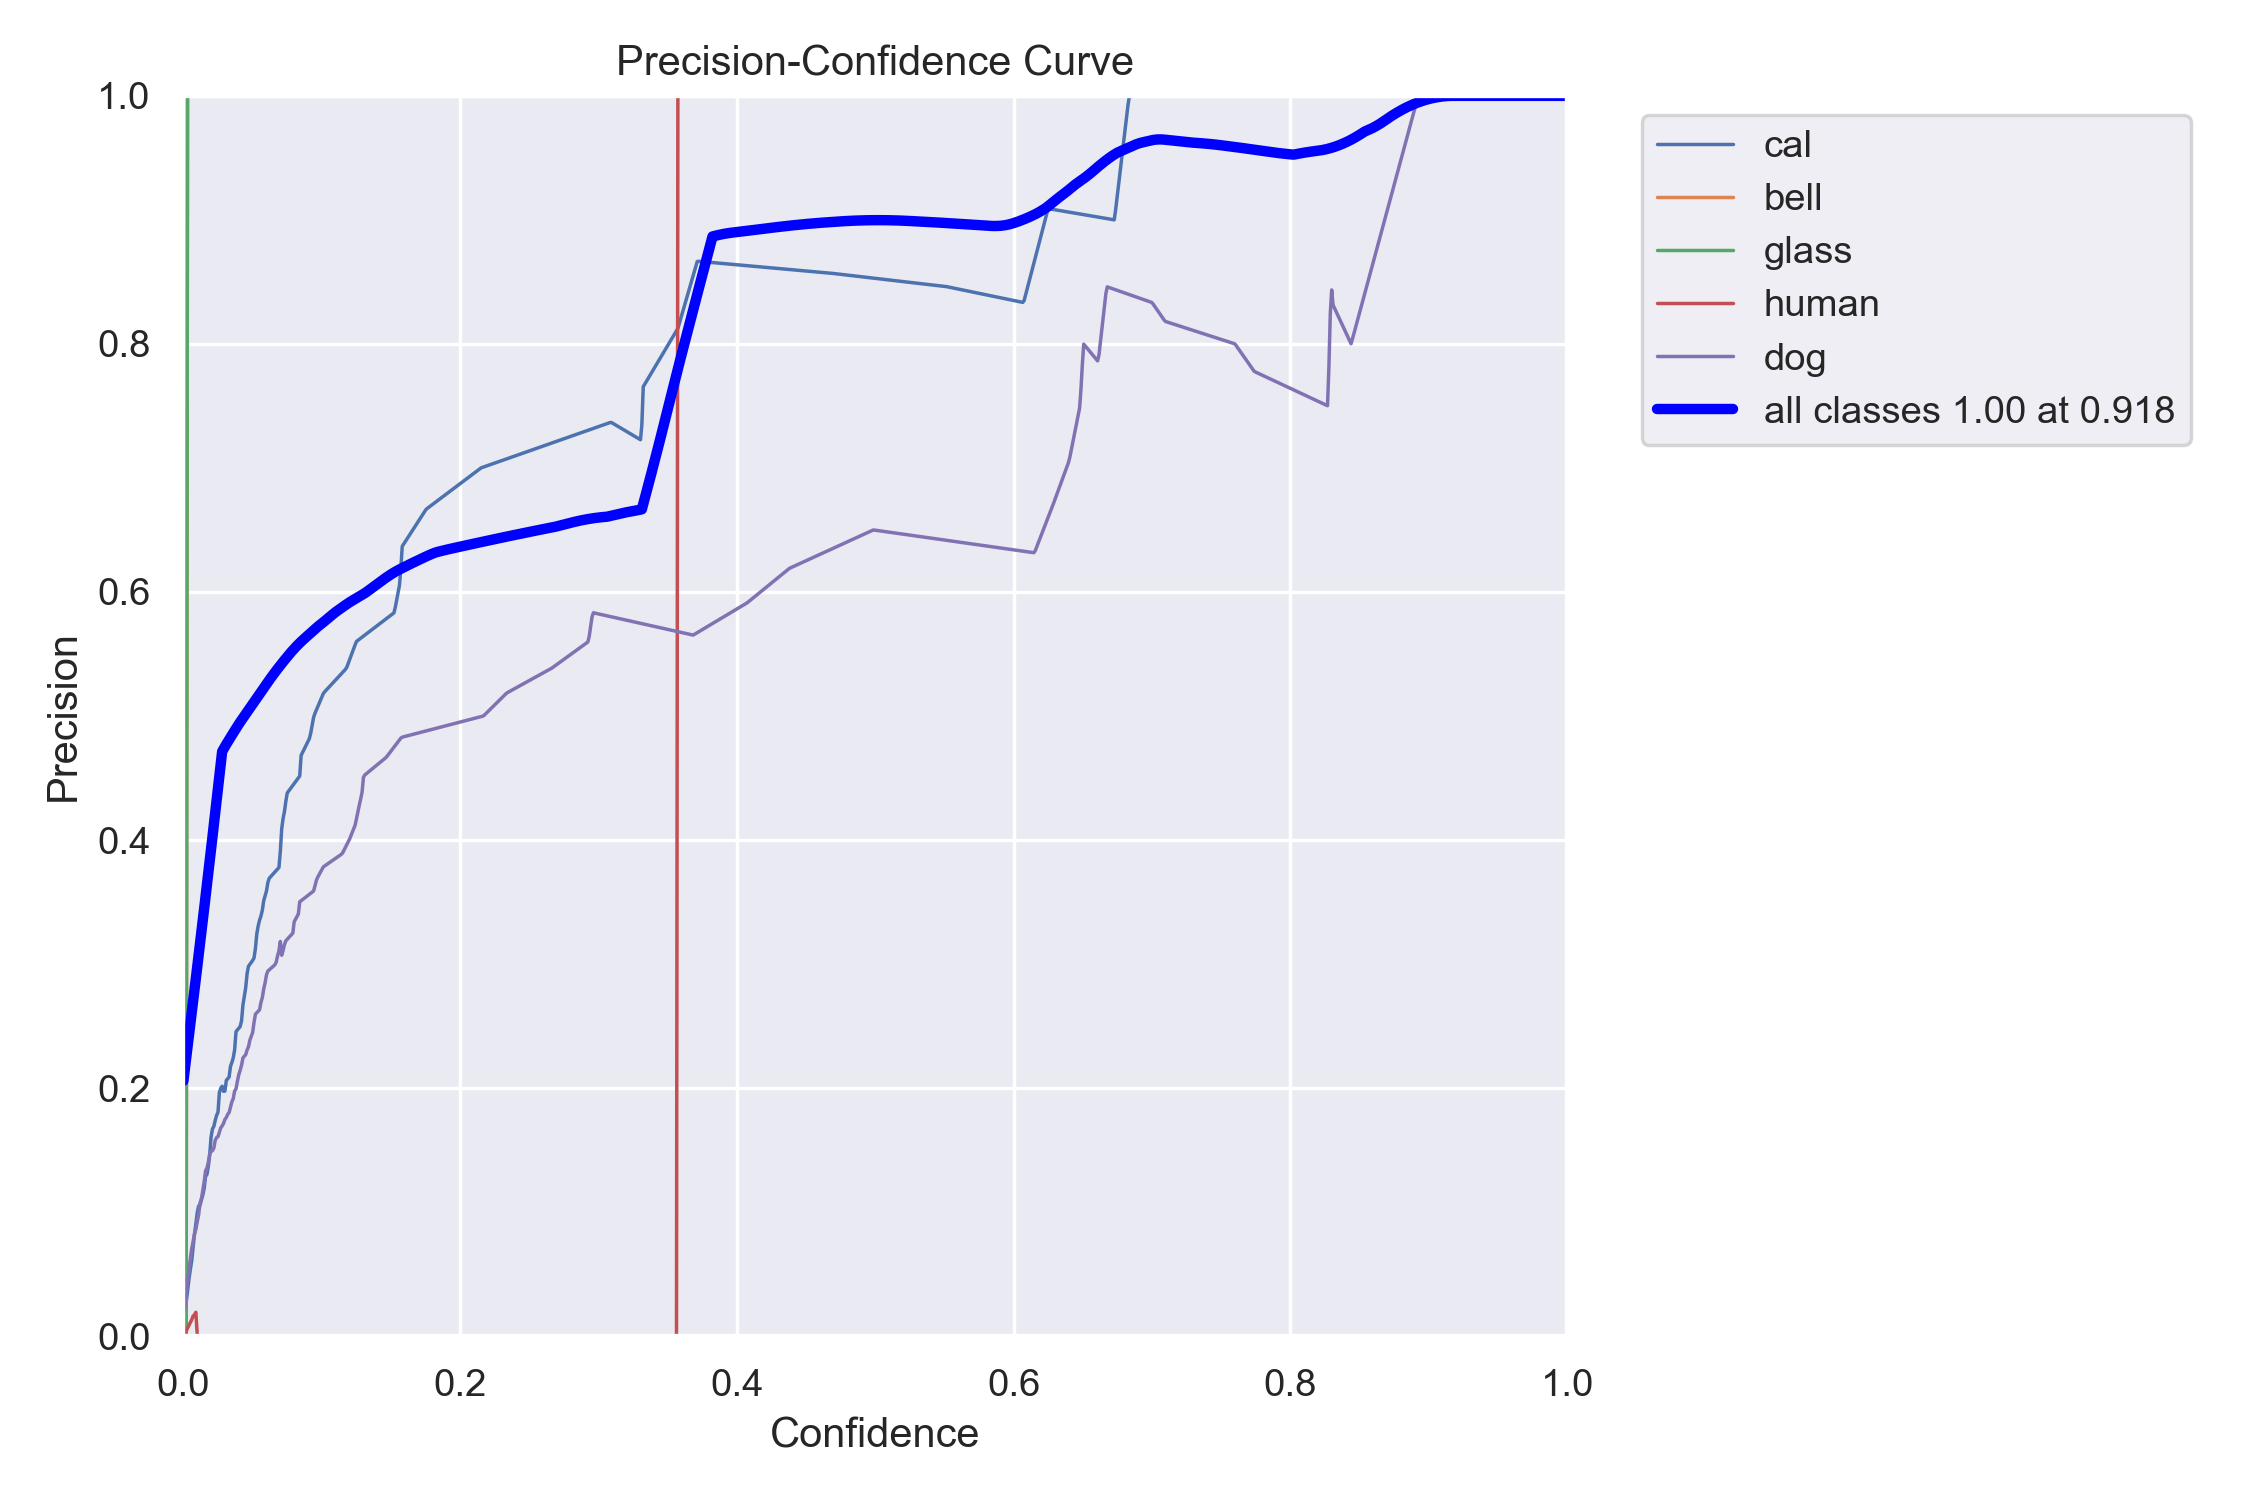 Precision-Confidence Curve
1.0
0.8
0.6
0.4
0.2
0.0
Precision
0.0 0.2 0.4 0.6 0.8 1.0
Confidence
cal
bell
glass
human
dog
all classes 1.00 at 0.918